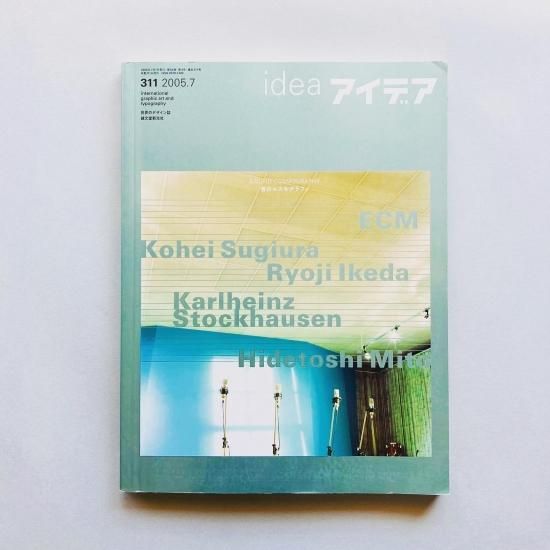 idea アイデア
311 2005.7
international
graphic art and
typography
世界のデザイン誌
誠文堂新光社
ECM
Kohei Sugiura
Ryoji Ikeda
Karlheinz
Stockhausen
Hidetoshi Mito